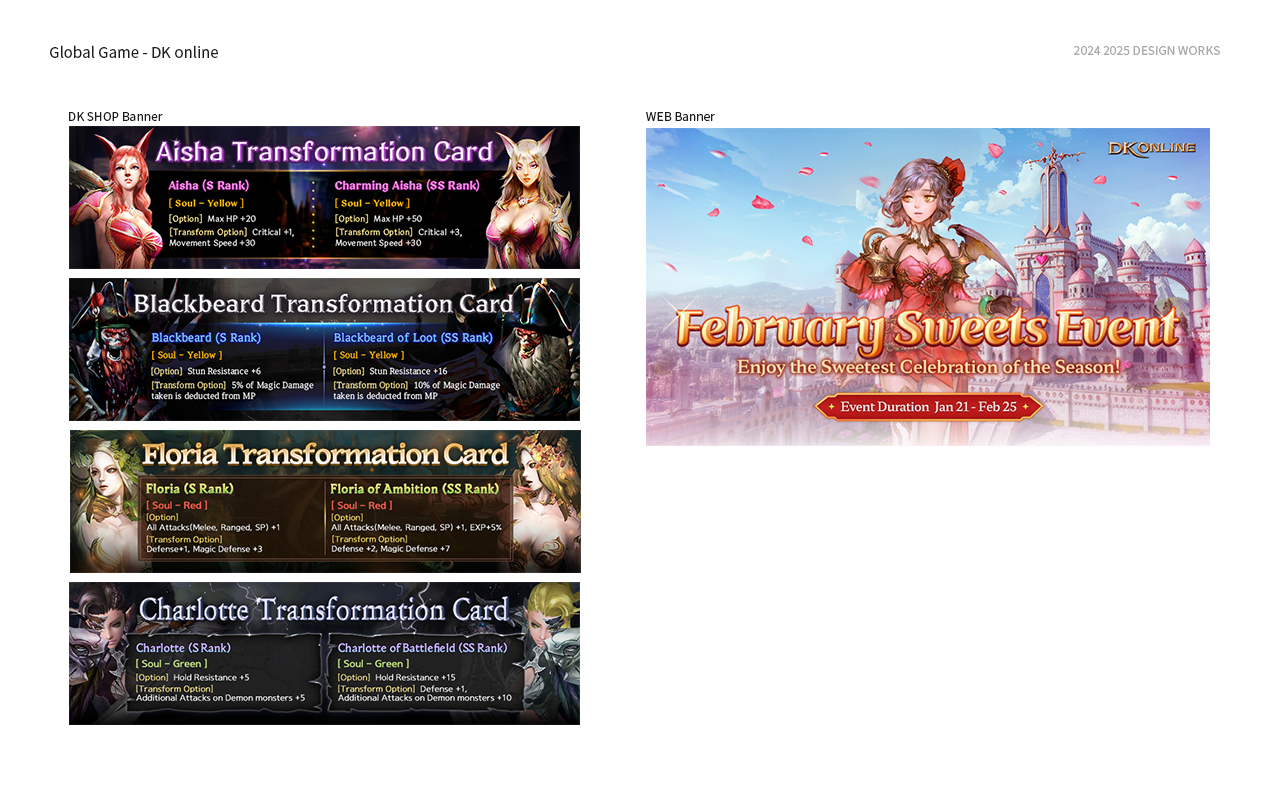 Global Game - DK online
2024 2025 DESIGN WORKS
DK SHOP Banner
Aisha Transformation Card
Aisha (S Rank)
[ Soul - Yellow ]
[Option] Max HP +20
[Transform Option] Critical +1,
Movement Speed +30
Charming Aisha (SS Rank)
[ Soul - Yellow ]
[Option] Max HP +50
[Transform Option] Critical +3,
Movement Speed +30
Blackbeard Transformation Card
Blackbeard (S Rank)
[ Soul - Yellow ]
[Option] Stun Resistance +6
[Transform Option] 5% of Magic Damage
taken is deducted from MP
Blackbeard of Loot (SS Rank)
[ Soul - Yellow ]
[Option] Stun Resistance +16
[Transform Option] 10% of Magic Damage
taken is deducted from MP
Floria Transformation Card
Floria (S Rank)
[ Soul - Red ]
[Option]
All Attacks(Melee, Ranged, SP) +1
[Transform Option]
Defense+1, Magic Defense +3
Floria of Ambition (SS Rank)
[ Soul - Red ]
[Option]
All Attacks(Melee, Ranged, SP) +1, EXP+5%
[Transform Option]
Defense +2, Magic Defense +7
Charlotte Transformation Card
Charlotte (S Rank)
[ Soul - Green ]
[Option] Hold Resistance +5
[Transform Option]
Additional Attacks on Demon monsters +5
Charlotte of Battlefield (SS Rank)
[ Soul - Green ]
[Option] Hold Resistance +15
[Transform Option] Defense +1,
Additional Attacks on Demon monsters +10
WEB Banner
DK ONLINE
February Sweets Event
Enjoy the Sweetest Celebration of the Season!
Event Duration Jan 21 - Feb 25